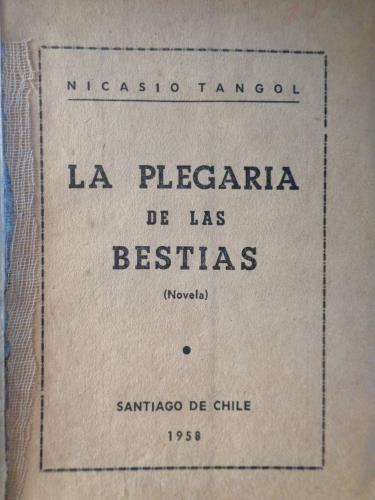 NICASIO TANGOL
LA PLEGARIA
DE LAS
BESTIAS
(Novela)
SANTIAGO DE CHILE
1958